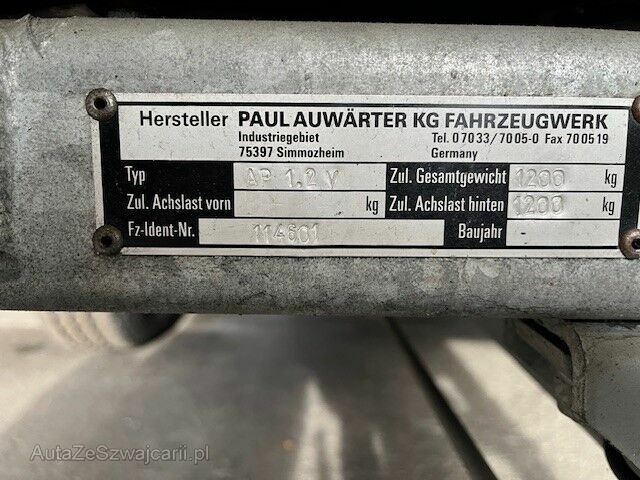 Hersteller PAUL AUWÄRTER KG FAHRZEUGWERK
Industriegebiet Tel. 07033/7005-0 Fax 700519
75397 Simmozheim Germany
Typ AP 1,2 V Zul. Gesamtgewicht 1200 kg
Zul. Achslast vorn kg Zul. Achslast hinten 1200 kg
Fz-Ident-Nr. 114601 Baujahr
AutaZeSzwajcarii.pl